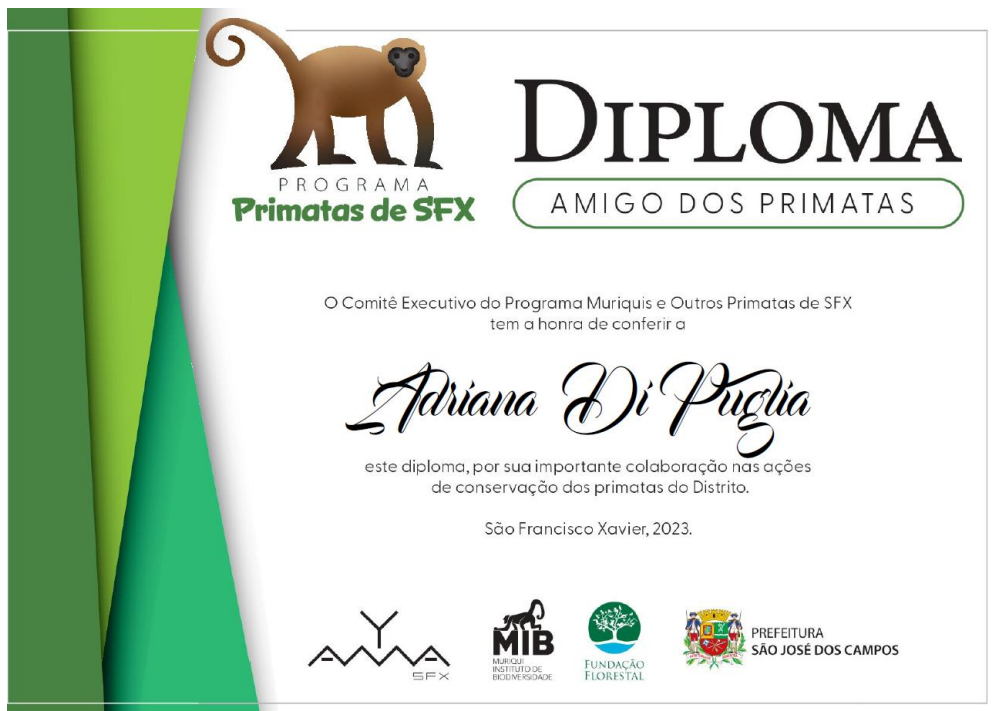 PROGRAMA
Primatas de SFX
DIPLOMA
AMIGO DOS PRIMATAS
O Comitê Executivo do Programa Muriquis e Outros Primatas de SFX
tem a honra de conferir a
Adriana Di Puglia
este diploma, por sua importante colaboração nas ações
de conservação dos primatas do Distrito.
São Francisco Xavier, 2023.
SFX
MIB
MURIQUI
INSTITUTO DE
BIODIVERSIDADE
FUNDAÇÃO
FLORESTAL
PREFEITURA
SÃO JOSÉ DOS CAMPOS